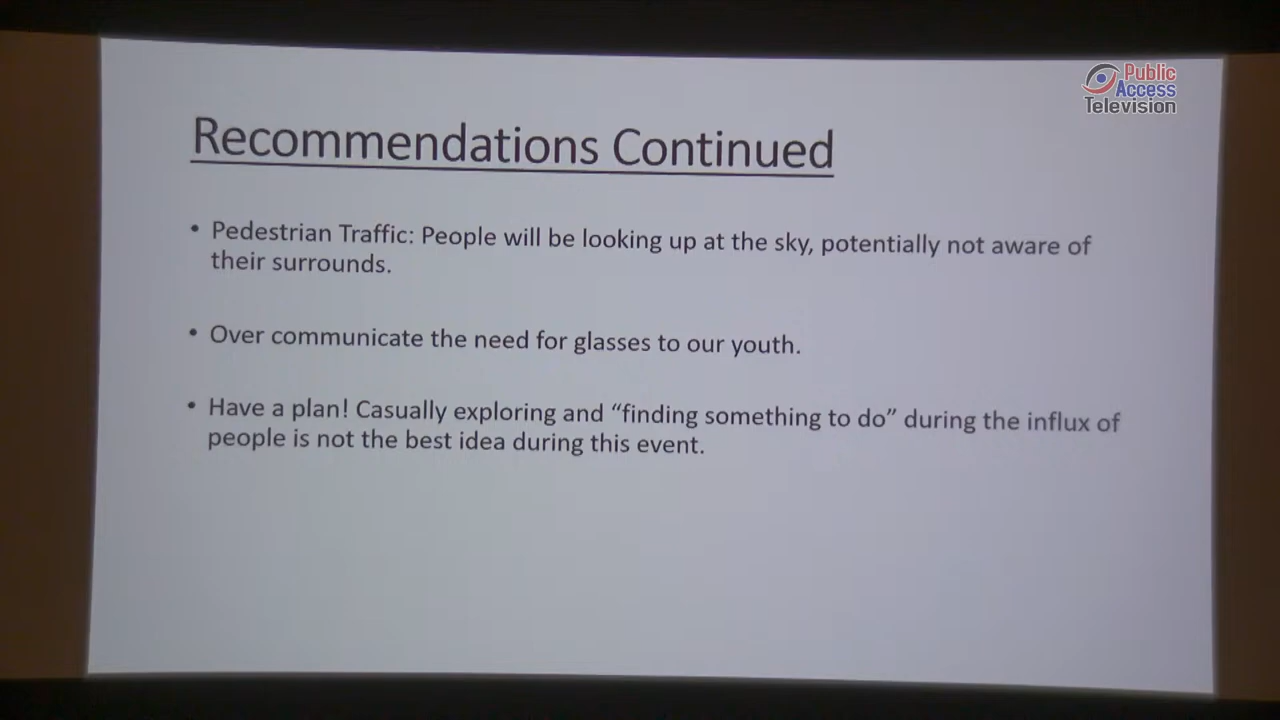 Public
Access
Television
Recommendations Continued
• Pedestrian Traffic: People will be looking up at the sky, potentially not aware of
their surrounds.
• Over communicate the need for glasses to our youth.
• Have a plan! Casually exploring and “finding something to do” during the influx of
people is not the best idea during this event.